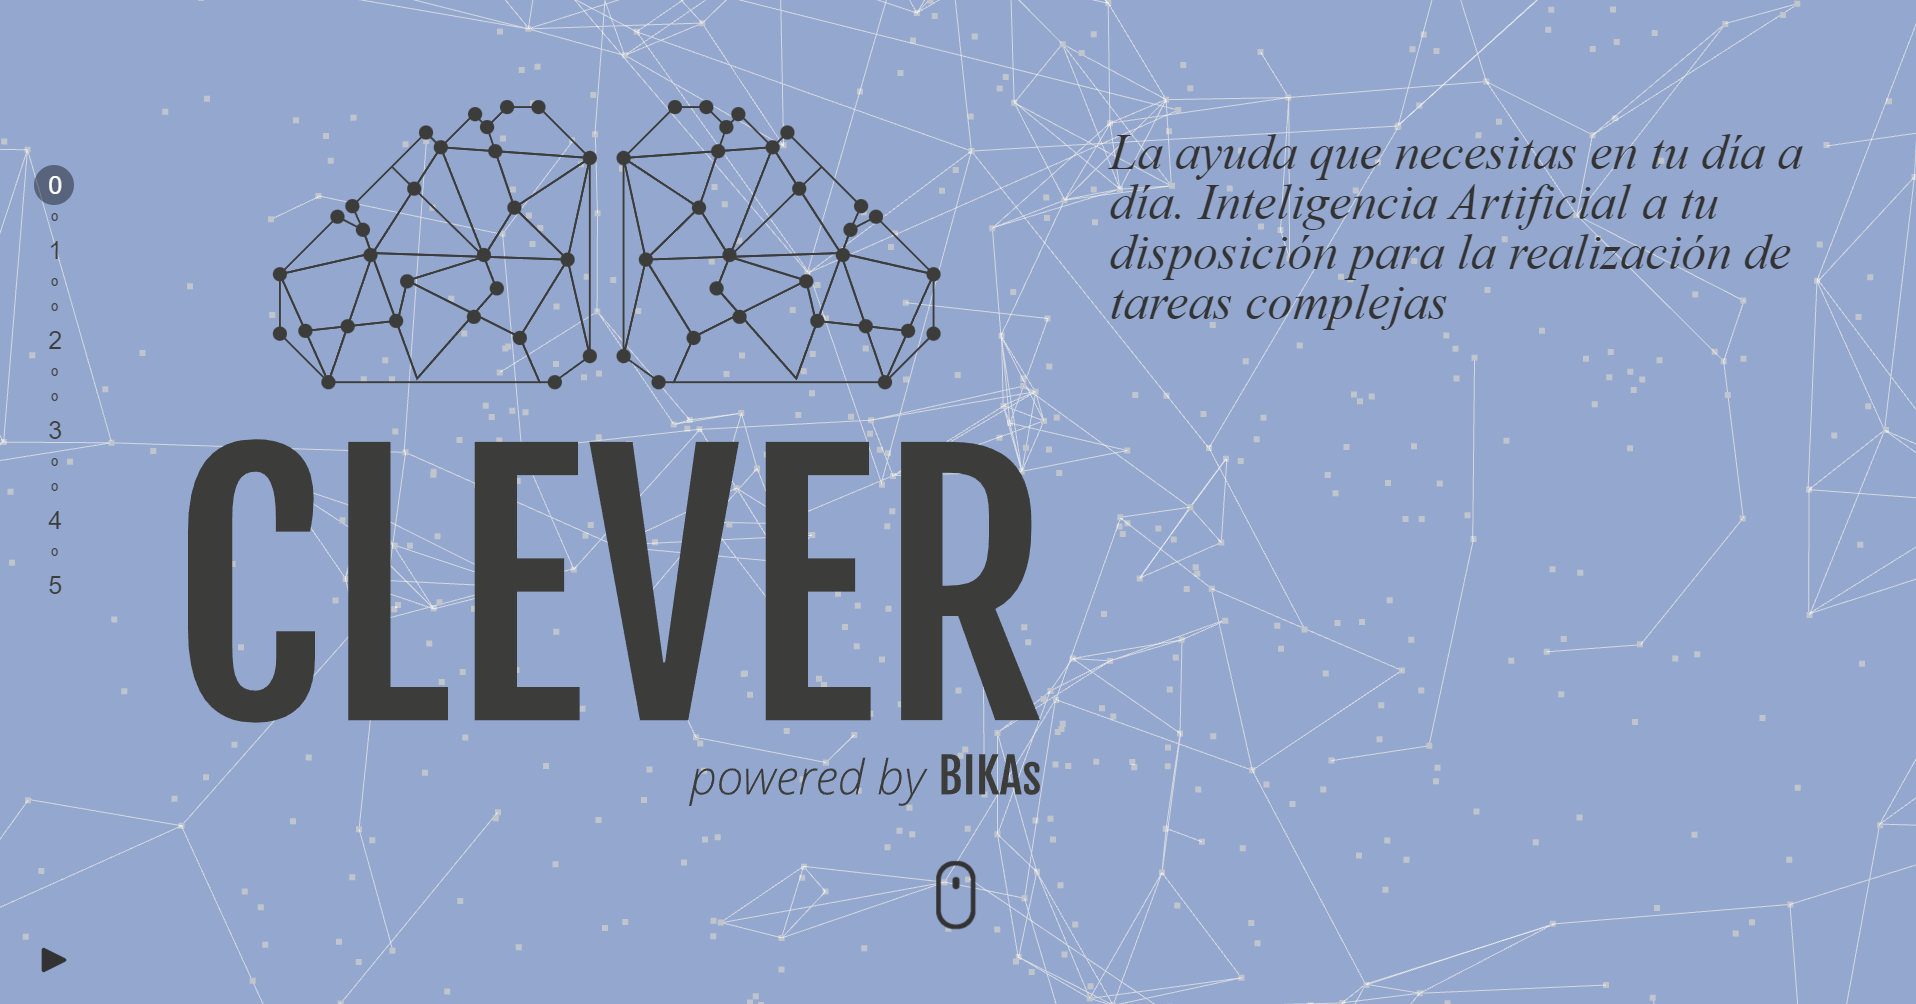 La ayuda que necesitas en tu día a
día. Inteligencia Artificial a tu
disposición para la realización de
tareas complejas
0
1
2
3
4
5
CLEVER
powered by BIKAs